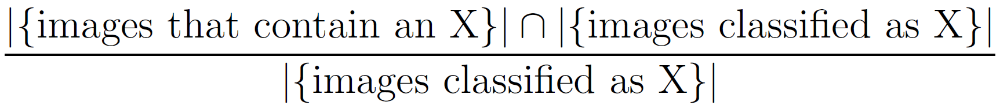 |{images that contain an X}| ∩ |{images classified as X}|
|{images classified as X}|